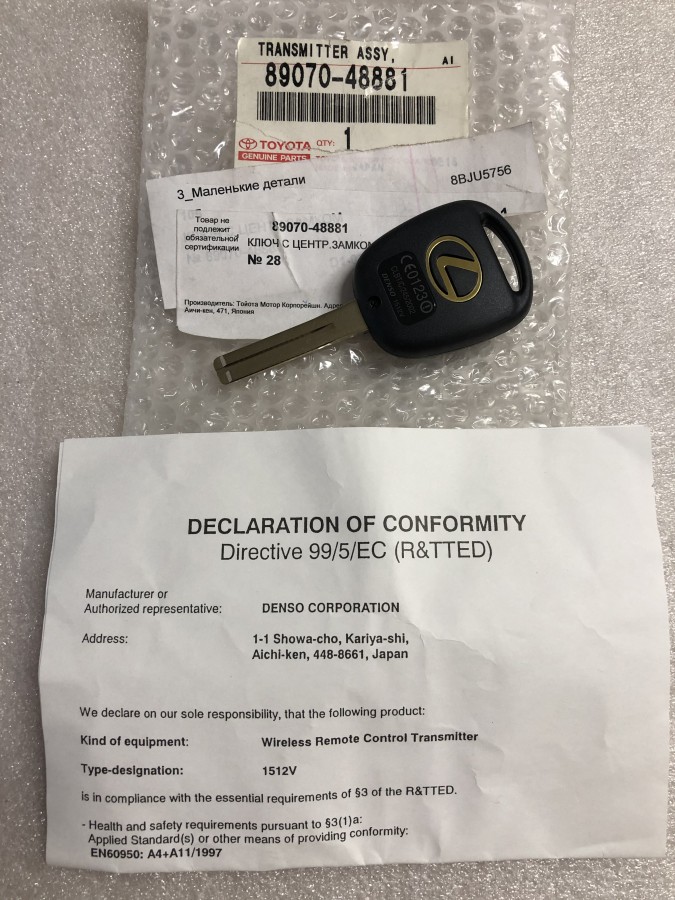 TRANSMITTER ASSY,
A1
89070-48881
TOYOTA QTY: 1
GENUINE PARTS
3_Маленькие детали
8BJU5756
Товар не
подлежит
обязательной
сертификации
89070-48881
КЛЮЧ С ЦЕНТР.ЗАМКОМ
№ 28
Производитель: Тойота Мотор Корпорейшн. Адрес
Аичи-кен, 471, Япония
CE0123
DENSO
DECLARATION OF CONFORMITY
Directive 99/5/EC (R&TTED)
Manufacturer or
Authorized representative: DENSO CORPORATION
Address: 1-1 Showa-cho, Kariya-shi,
Aichi-ken, 448-8661, Japan
We declare on our sole responsibility, that the following product:
Kind of equipment: Wireless Remote Control Transmitter
Type-designation: 1512V
is in compliance with the essential requirements of §3 of the R&TTED.
- Health and safety requirements pursuant to §3(1)a:
Applied Standard(s) or other means of providing conformity:
EN60950: A4+A11/1997